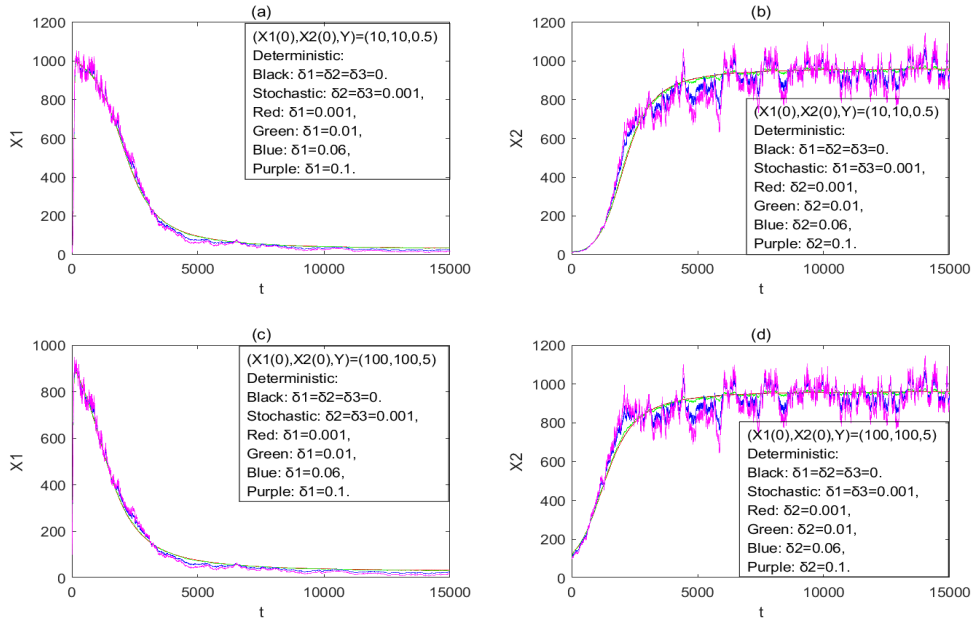 (a)
1200
1000
800
600
400
200
0
X1
(X1(0),X2(0),Y)=(10,10,0.5)
Deterministic:
Black: δ1=δ2=δ3=0.
Stochastic: δ2=δ3=0.001,
Red: δ1=0.001,
Green: δ1=0.01,
Blue: δ1=0.06,
Purple: δ1=0.1.
0
5000
10000
15000
t
(b)
1200
1000
800
600
400
200
0
X2
(X1(0),X2(0),Y)=(10,10,0.5)
Deterministic:
Black: δ1=δ2=δ3=0.
Stochastic: δ1=δ3=0.001,
Red: δ2=0.001,
Green: δ2=0.01,
Blue: δ2=0.06,
Purple: δ2=0.1.
0
5000
10000
15000
t
(c)
1000
800
600
400
200
0
X1
(X1(0),X2(0),Y)=(100,100,5)
Deterministic:
Black: δ1=δ2=δ3=0.
Stochastic: δ2=δ3=0.001,
Red: δ1=0.001,
Green: δ1=0.01,
Blue: δ1=0.06,
Purple: δ1=0.1.
0
5000
10000
15000
t
(d)
1200
1000
800
600
400
200
0
X2
(X1(0),X2(0),Y)=(100,100,5)
Deterministic:
Black: δ1=δ2=δ3=0.
Stochastic: δ1=δ3=0.001,
Red: δ2=0.001,
Green: δ2=0.01,
Blue: δ2=0.06,
Purple: δ2=0.1.
0
5000
10000
15000
t